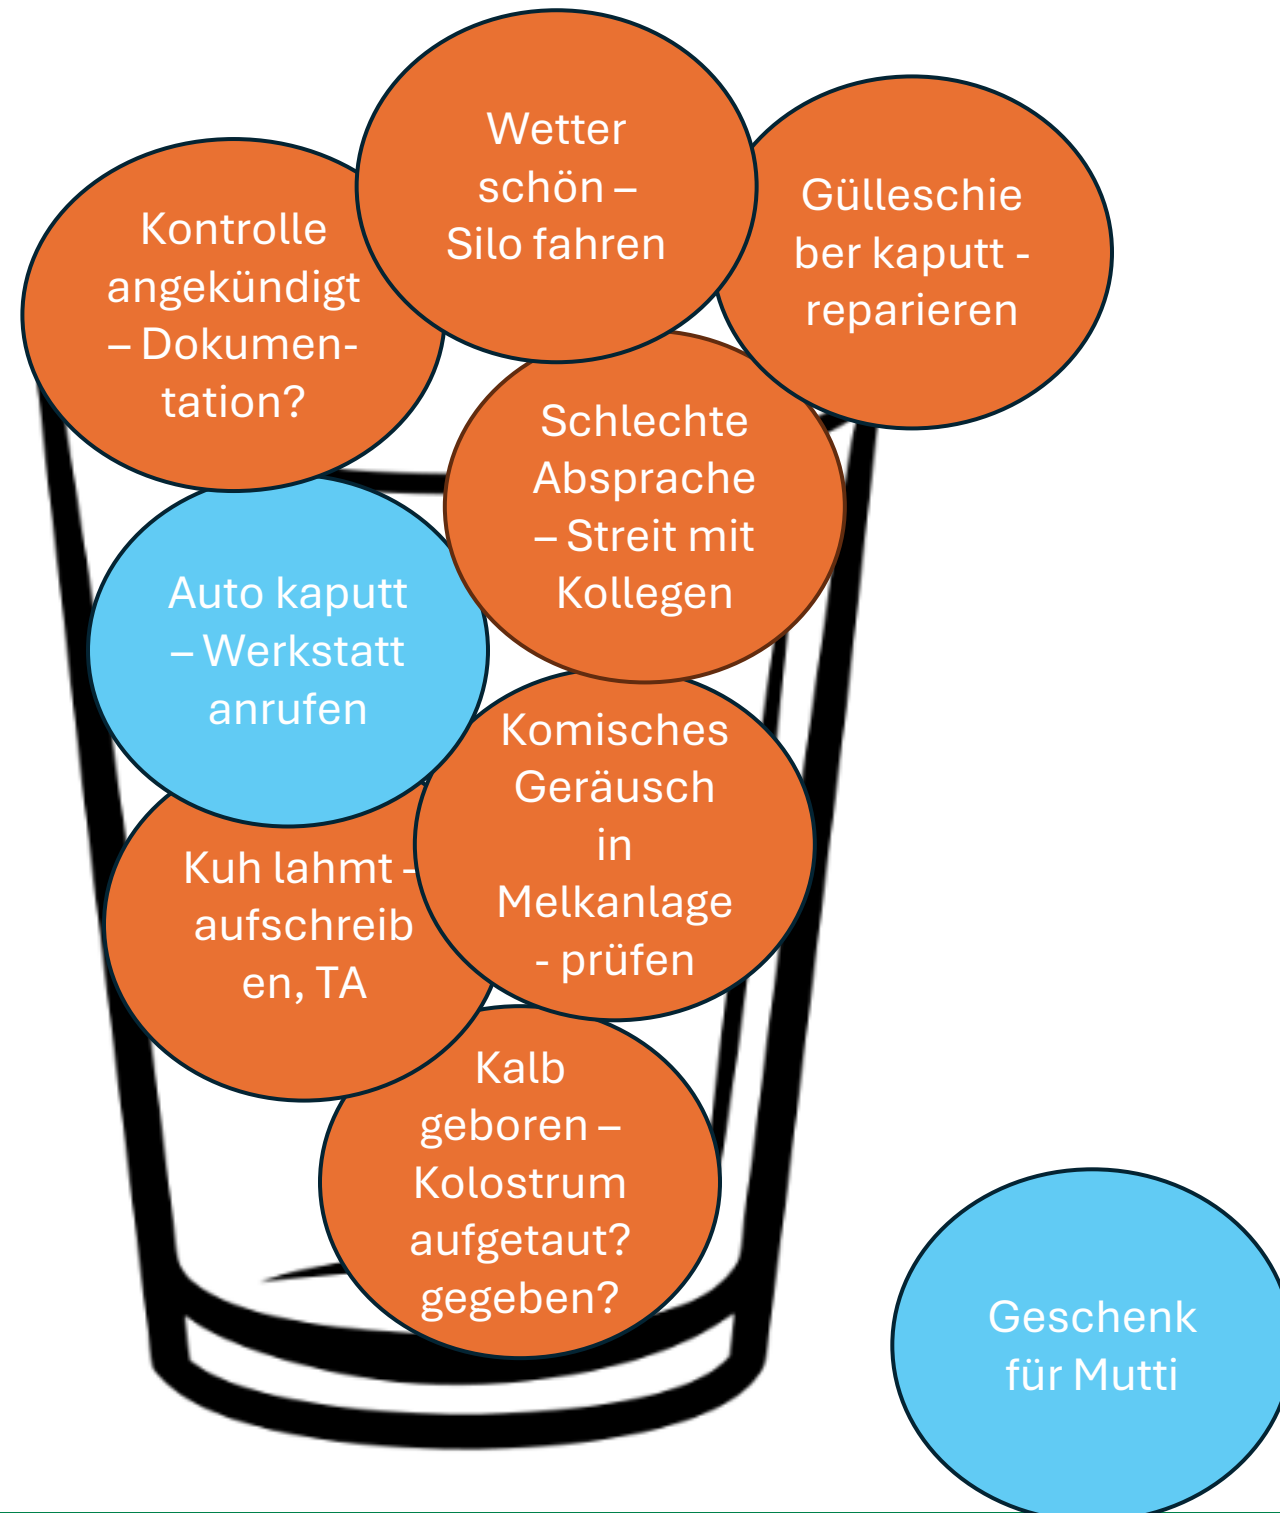 Wetter
schön –
Silo fahren
Gülleschie
ber kaputt -
reparieren
Kontrolle
angekündigt
– Dokumen-
tation?
Schlechte
Absprache
– Streit mit
Kollegen
Auto kaputt
– Werkstatt
anrufen
Komisches
Geräusch
in
Melkanlage
- prüfen
Kuh lahmt -
aufschreib
en, TA
Kalb
geboren –
Kolostrum
aufgetaut?
gegeben?
Geschenk
für Mutti